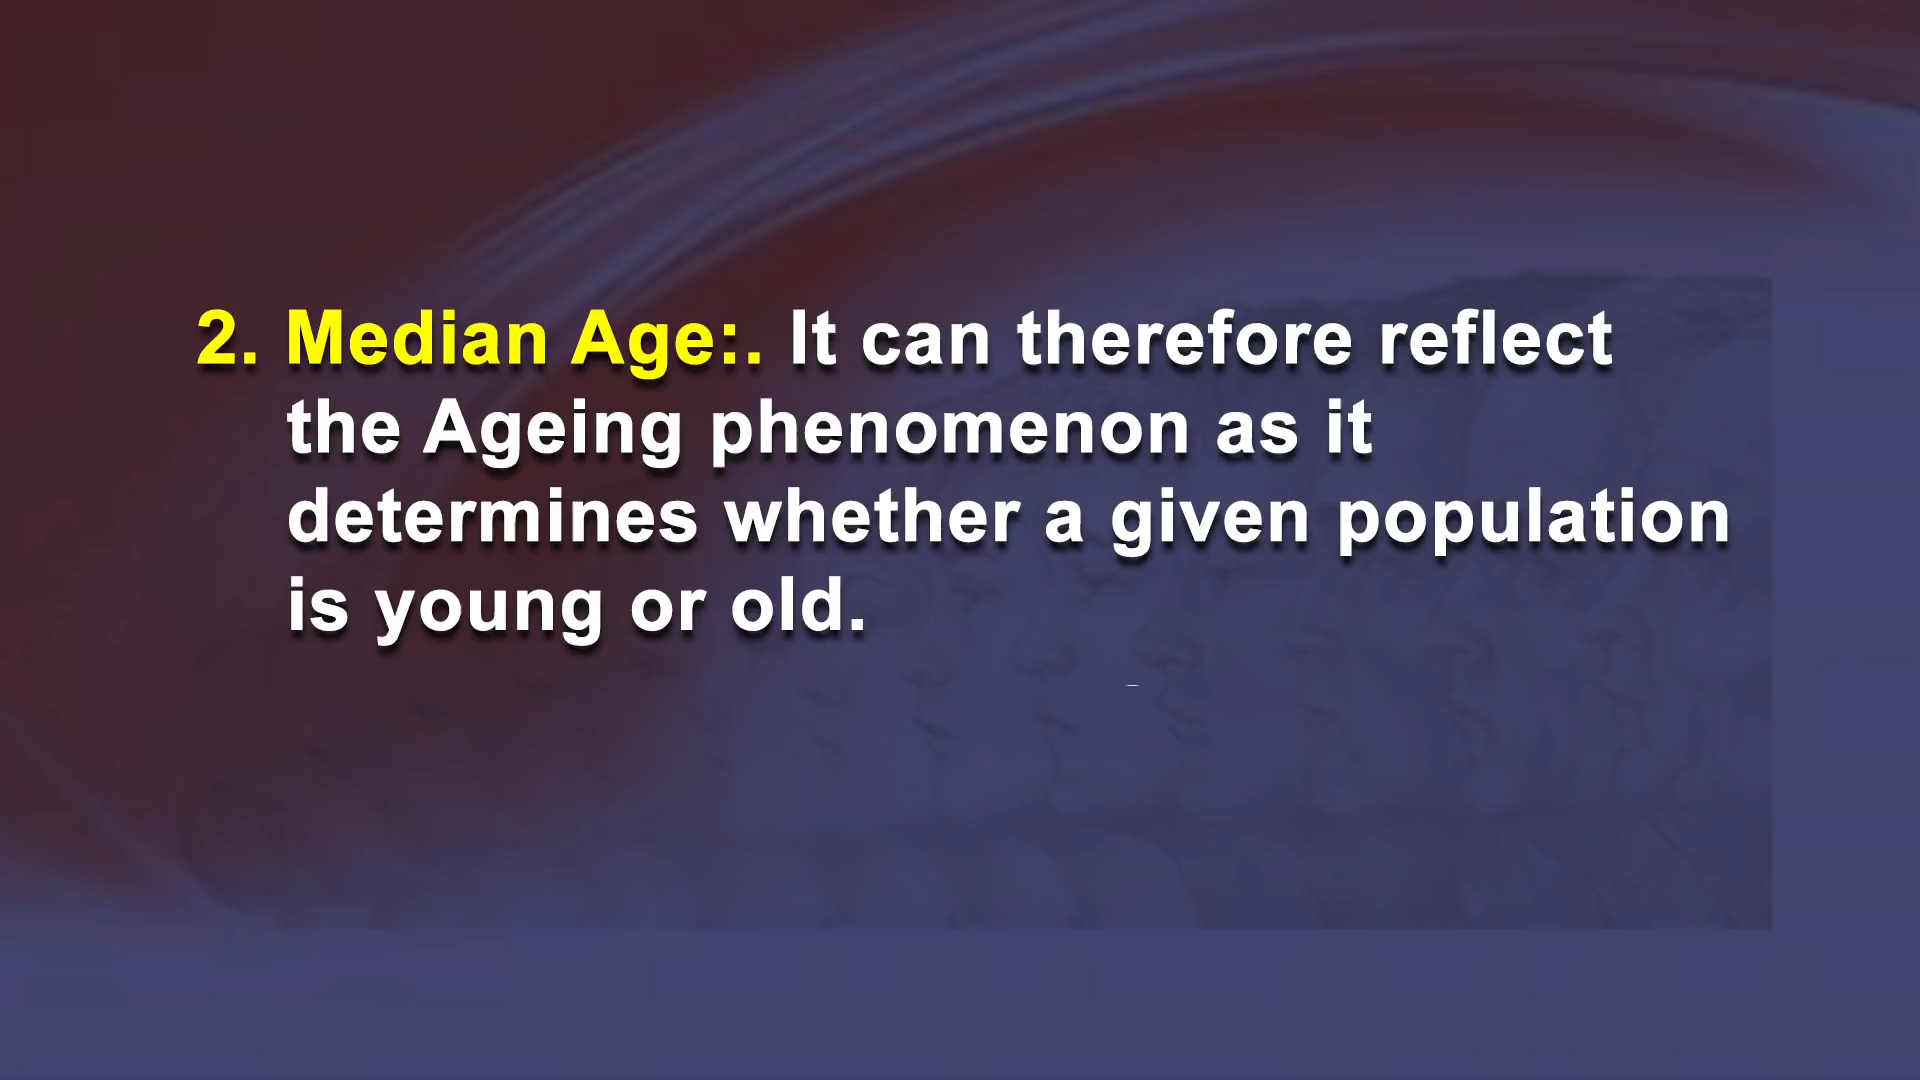 2. Median Age:. It can therefore reflect
the Ageing phenomenon as it
determines whether a given population
is young or old.